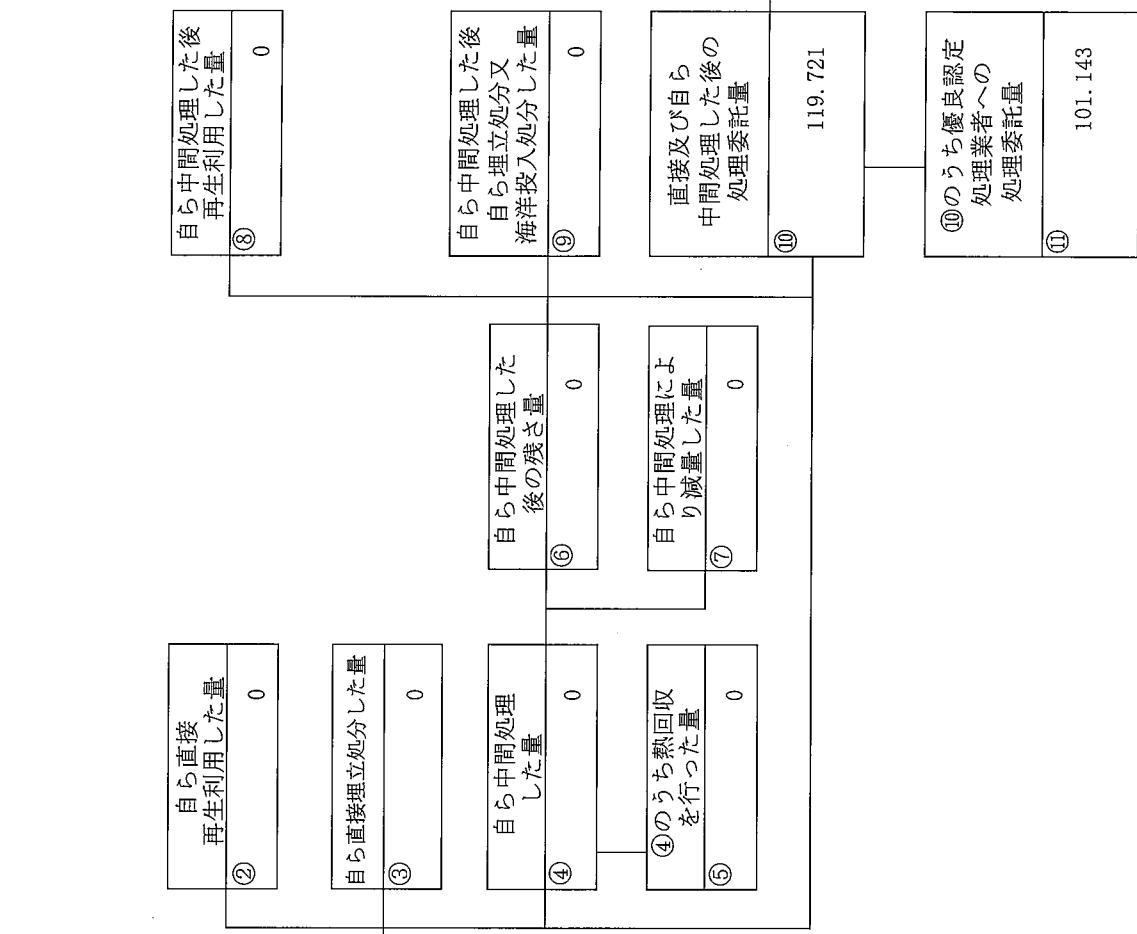 自ら直接
再生利用した量
②
0
自ら直接埋立処分した量
③
0
自ら中間処理
した量
④
0
④のうち熱回収
を行った量
⑤
0
自ら中間処理した
後の残さ量
⑥
0
自ら中間処理によ
り減量した量
⑦
0
自ら中間処理した後
再生利用した量
⑧
0
自ら中間処理した後
自ら埋立処分又
海洋投入処分した量
⑨
0
直接及び自ら
中間処理した後の
処理委託量
⑩
119.721
⑩のうち優良認定
処理業者への
処理委託量
⑪
101.143